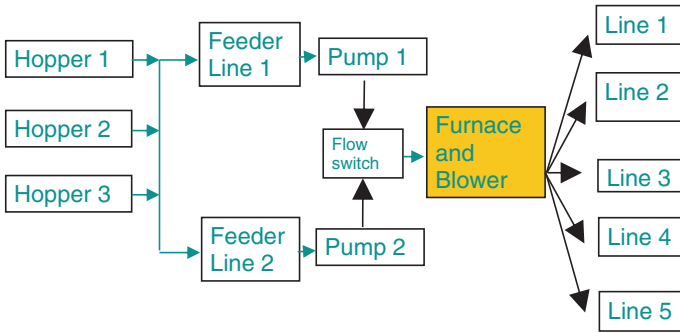 Hopper 1
Hopper 2
Hopper 3
Feeder
Line 1
Feeder
Line 2
Pump 1
Flow
switch
Pump 2
Furnace
and
Blower
Line 1
Line 2
Line 3
Line 4
Line 5